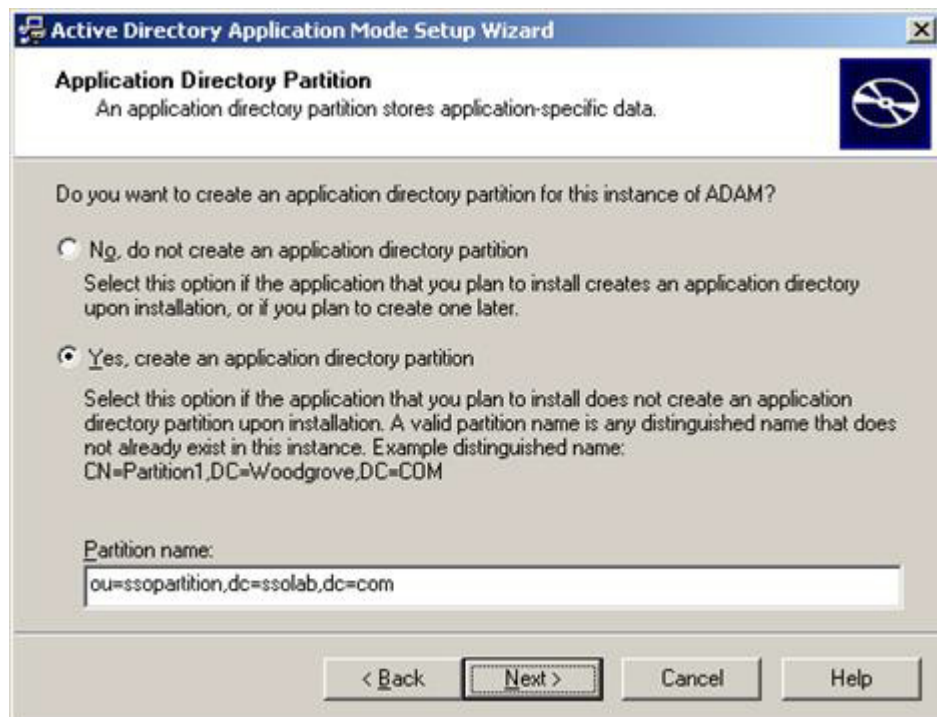 Active Directory Application Mode Setup Wizard
Application Directory Partition
An application directory partition stores application-specific data.
Do you want to create an application directory partition for this instance of ADAM?
No, do not create an application directory partition
Select this option if the application that you plan to install creates an application directory
upon installation, or if you plan to create one later.
Yes, create an application directory partition
Select this option if the application that you plan to install does not create an application
directory partition upon installation. A valid partition name is any distinguished name that does
not already exist in this instance. Example distinguished name:
CN=Partition1,DC=Woodgrove,DC=COM
Partition name:
ou=ssopartition,dc=ssolab,dc=com
< Back Next > Cancel Help